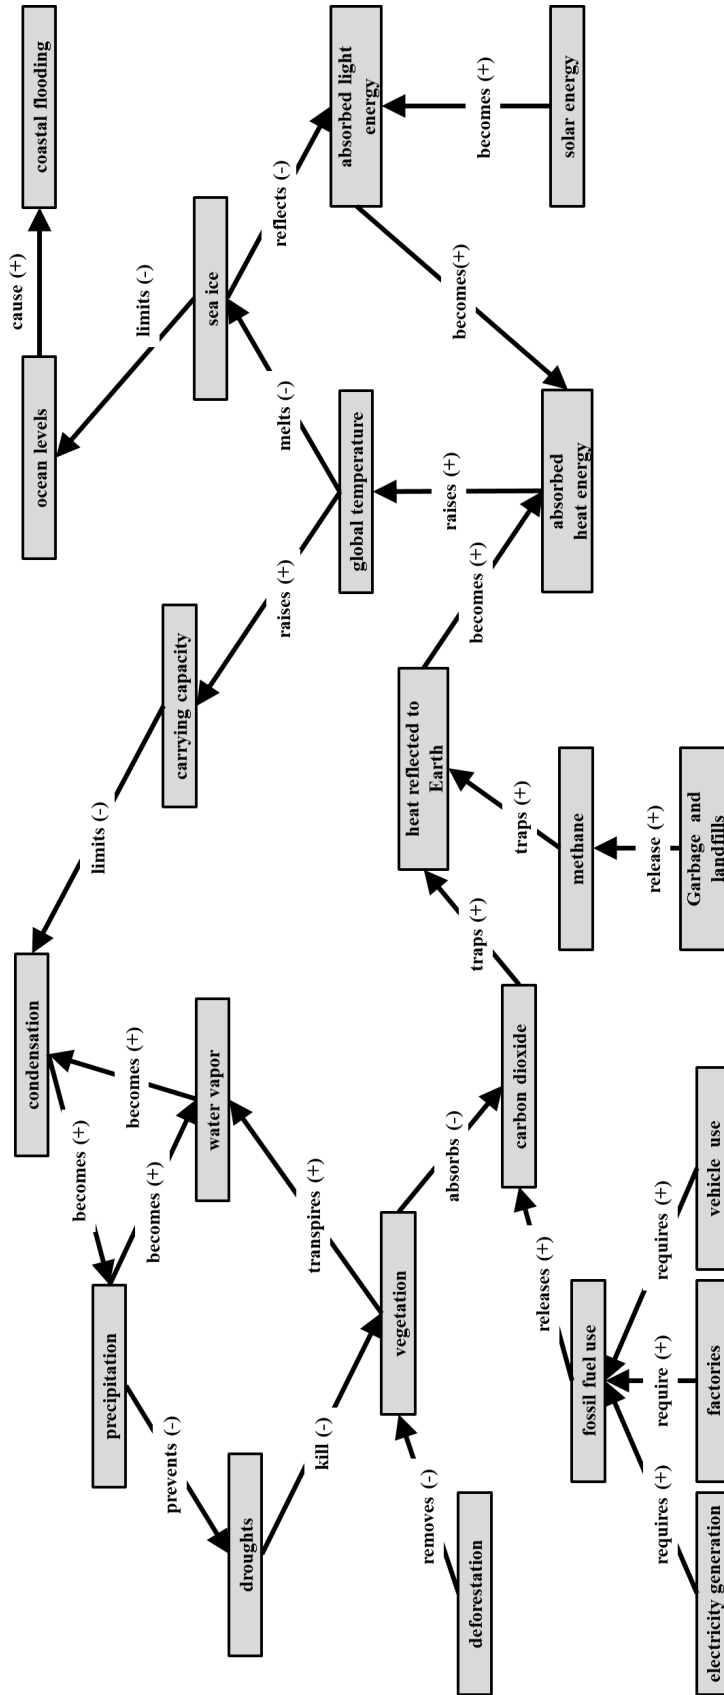 cause (+)
condensation
ocean levels
coastal flooding
becomes (+)
limits (-)
precipitation
becomes (+)
limits (-)
prevents (-)
becomes (+)
carrying capacity
water vapor
sea ice
droughts
raises (+)
melts (-)
reflects (-)
kill (-)
transpires (+)
global temperature
absorbed light
energy
vegetation
heat reflected to
Earth
removes (-)
absorbs (-)
raises (+)
becomes(+)
deforestation
traps (+)
becomes (+)
becomes (+)
carbon dioxide
traps (+)
absorbed
heat energy
releases (+)
methane
solar energy
fossil fuel use
requires (+)
require (+)
requires (+)
release (+)
electricity generation
factories
vehicle use
Garbage and
landfills